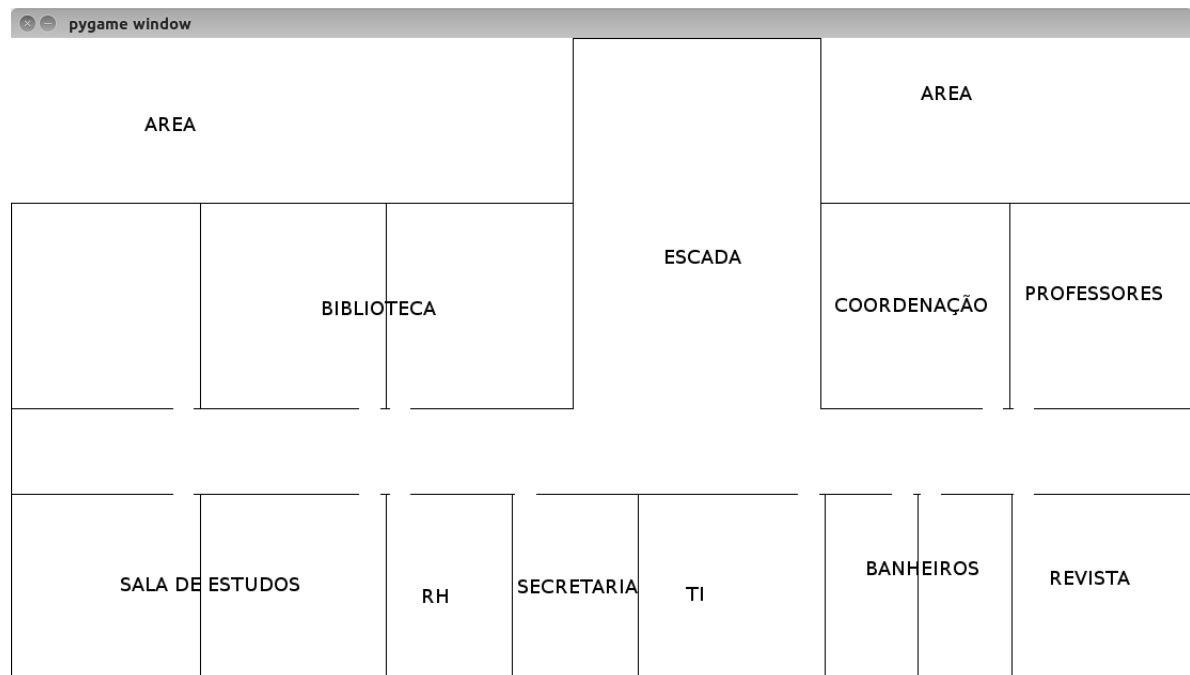 pygame window
AREA
AREA
ESCADA
BIBLIOTECA
COORDENAÇÃO
PROFESSORES
SALA DE ESTUDOS
RH
SECRETARIA
TI
BANHEIROS
REVISTA